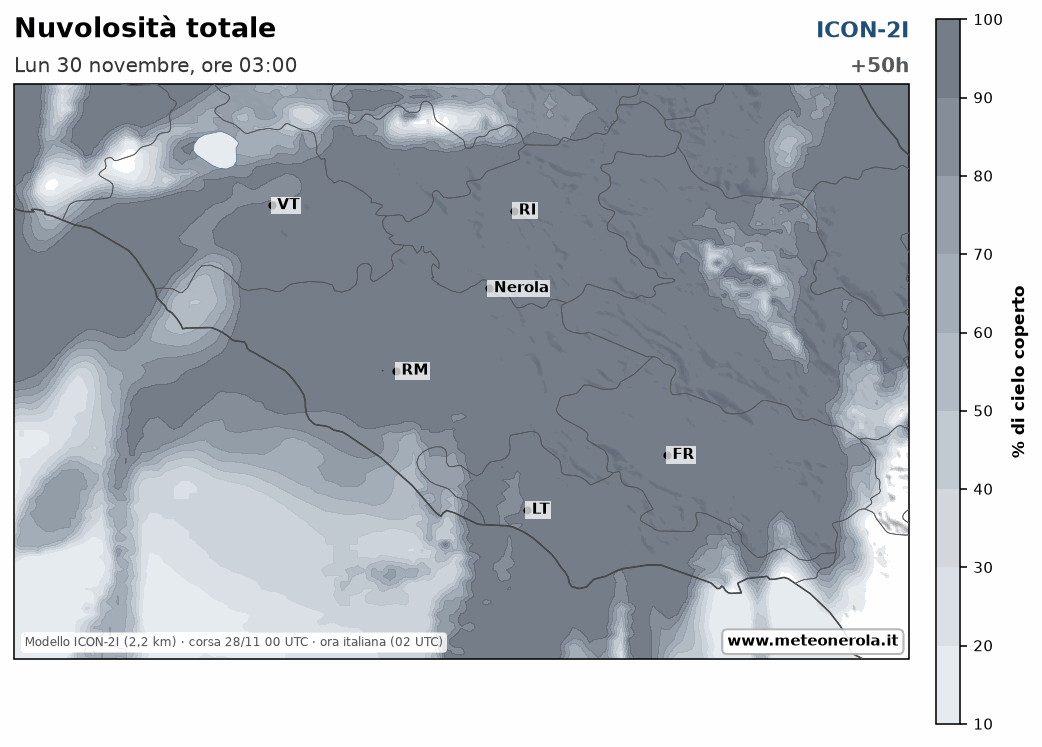 Nuvolosità totale
ICON-2I
Lun 30 novembre, ore 03:00
+50h
VT
RI
Nerola
RM
FR
LT
Modello ICON-2I (2,2 km) · corsa 28/11 00 UTC · ora italiana (02 UTC)
www.meteonerola.it
100
90
80
70
60
50
40
30
20
10
% di cielo coperto